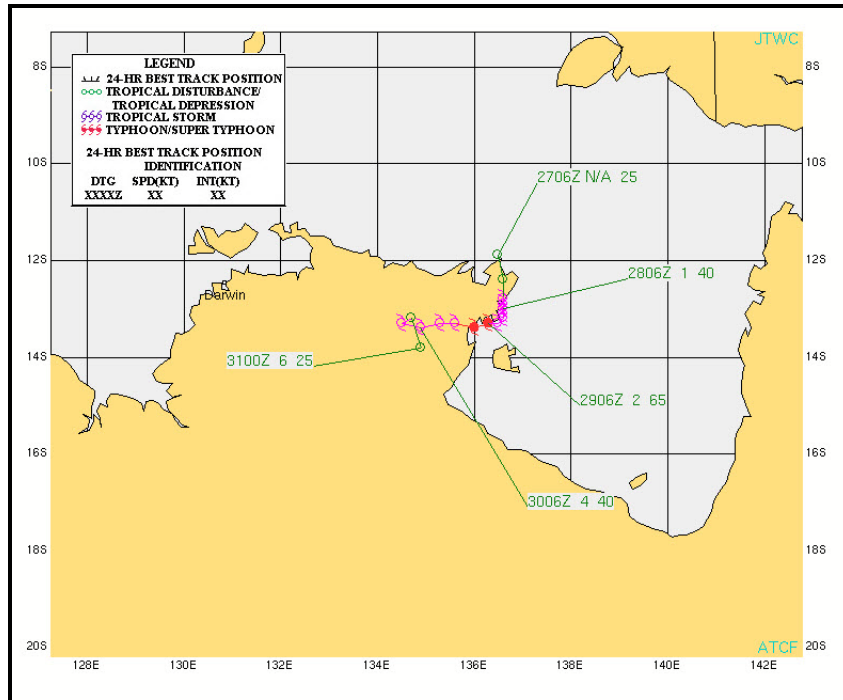 JTWC
LEGEND
24-HR BEST TRACK POSITION
TROPICAL DISTURBANCE/
TROPICAL DEPRESSION
TROPICAL STORM
TYPHOON/SUPER TYPHOON
24-HR BEST TRACK POSITION
IDENTIFICATION
DTG SPD(KT) INT(KT)
XXXXZ XX XX
8S 8S
10S 10S
2706Z N/A 25
12S 12S
2806Z 1 40
Darwin
14S 14S
3100Z 6 25
2906Z 2 65
16S 16S
3006Z 4 40
18S 18S
20S 20S
ATCF
128E 130E 132E 134E 136E 138E 140E 142E